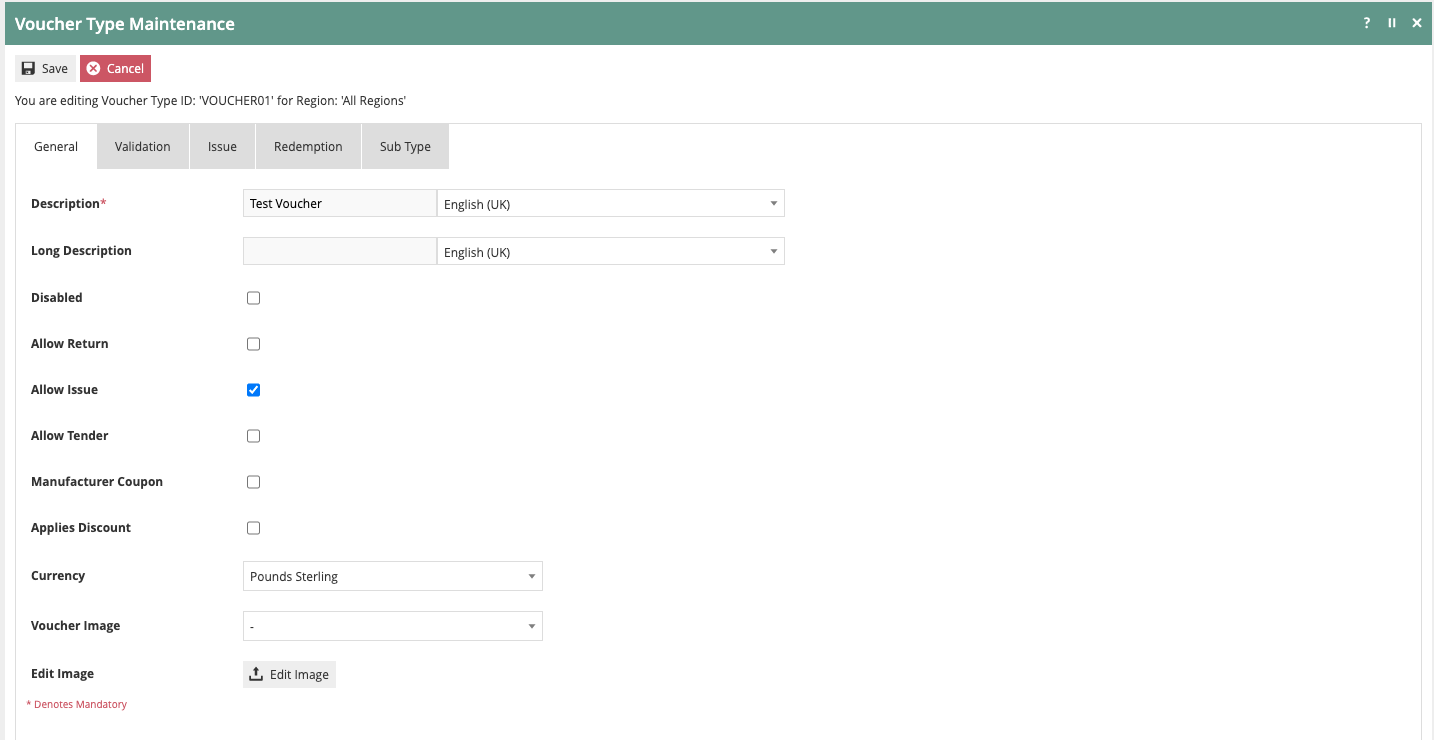 Voucher Type Maintenance
?
Save Cancel
You are editing Voucher Type ID: 'VOUCHER01' for Region: 'All Regions'
General Validation Issue Redemption Sub Type
Description* Test Voucher English (UK)
Long Description English (UK)
Disabled
Allow Return
Allow Issue
Allow Tender
Manufacturer Coupon
Applies Discount
Currency Pounds Sterling
Voucher Image -
Edit Image Edit Image
* Denotes Mandatory